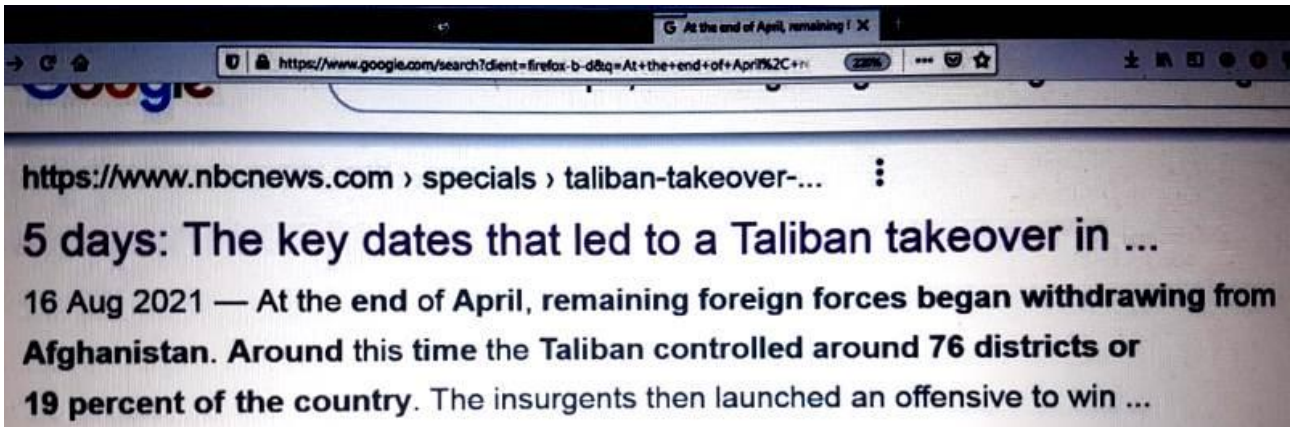 G At the end of April, remaining f X
https://www.google.com/search?client=firefox-b-d&q=At+the+end+of+April%2C+re
220% ...
Google
https://www.nbcnews.com › specials › taliban-takeover-...
5 days: The key dates that led to a Taliban takeover in ...
16 Aug 2021 — At the end of April, remaining foreign forces began withdrawing from
Afghanistan. Around this time the Taliban controlled around 76 districts or
19 percent of the country. The insurgents then launched an offensive to win ...